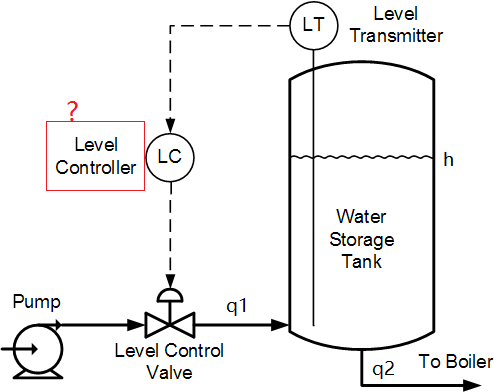 LT
Level
Transmitter
?
Level
Controller
LC
h
Water
Storage
Tank
Pump
q1
Level Control
Valve
q2
To Boiler